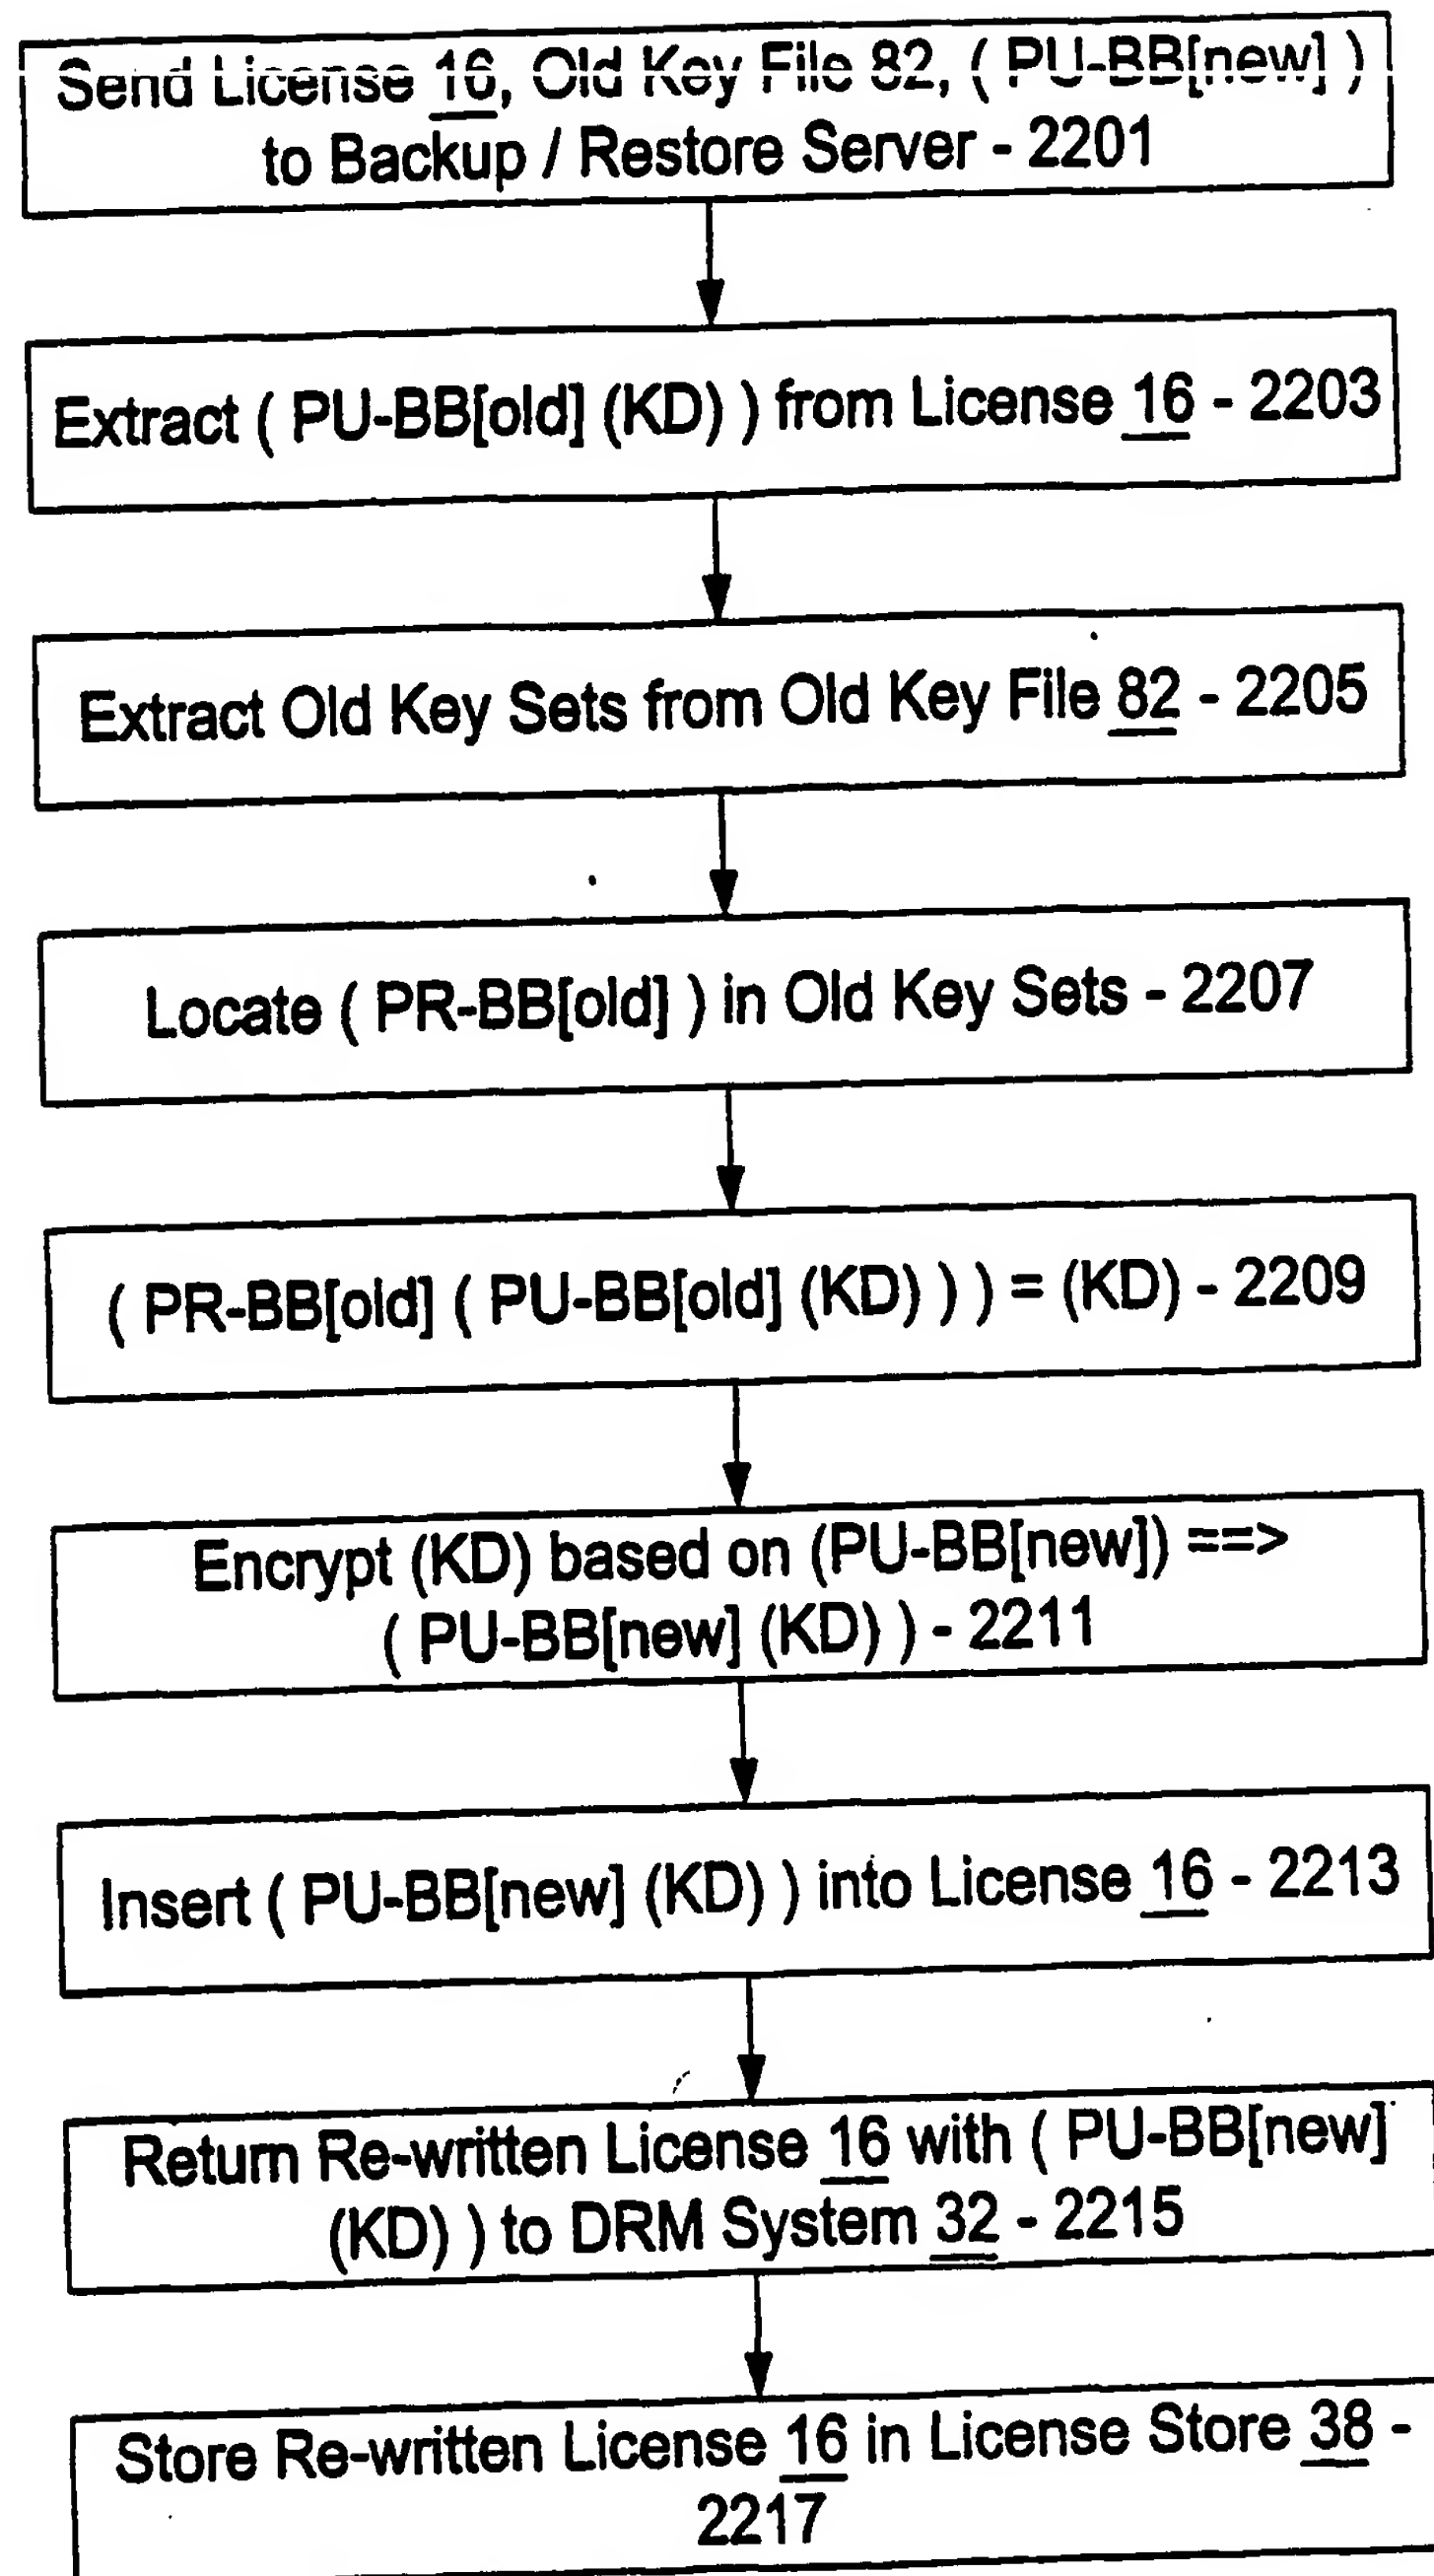 Send License 16, Old Key File 82, ( PU-BB[new] )
to Backup / Restore Server - 2201
Extract ( PU-BB[old] (KD) ) from License 16 - 2203
Extract Old Key Sets from Old Key File 82 - 2205
Locate ( PR-BB[old] ) in Old Key Sets - 2207
( PR-BB[old] ( PU-BB[old] (KD) ) ) = (KD) - 2209
Encrypt (KD) based on (PU-BB[new]) ==>
( PU-BB[new] (KD) ) - 2211
Insert ( PU-BB[new] (KD) ) into License 16 - 2213
Return Re-written License 16 with ( PU-BB[new]
(KD) ) to DRM System 32 - 2215
Store Re-written License 16 in License Store 38 -
2217